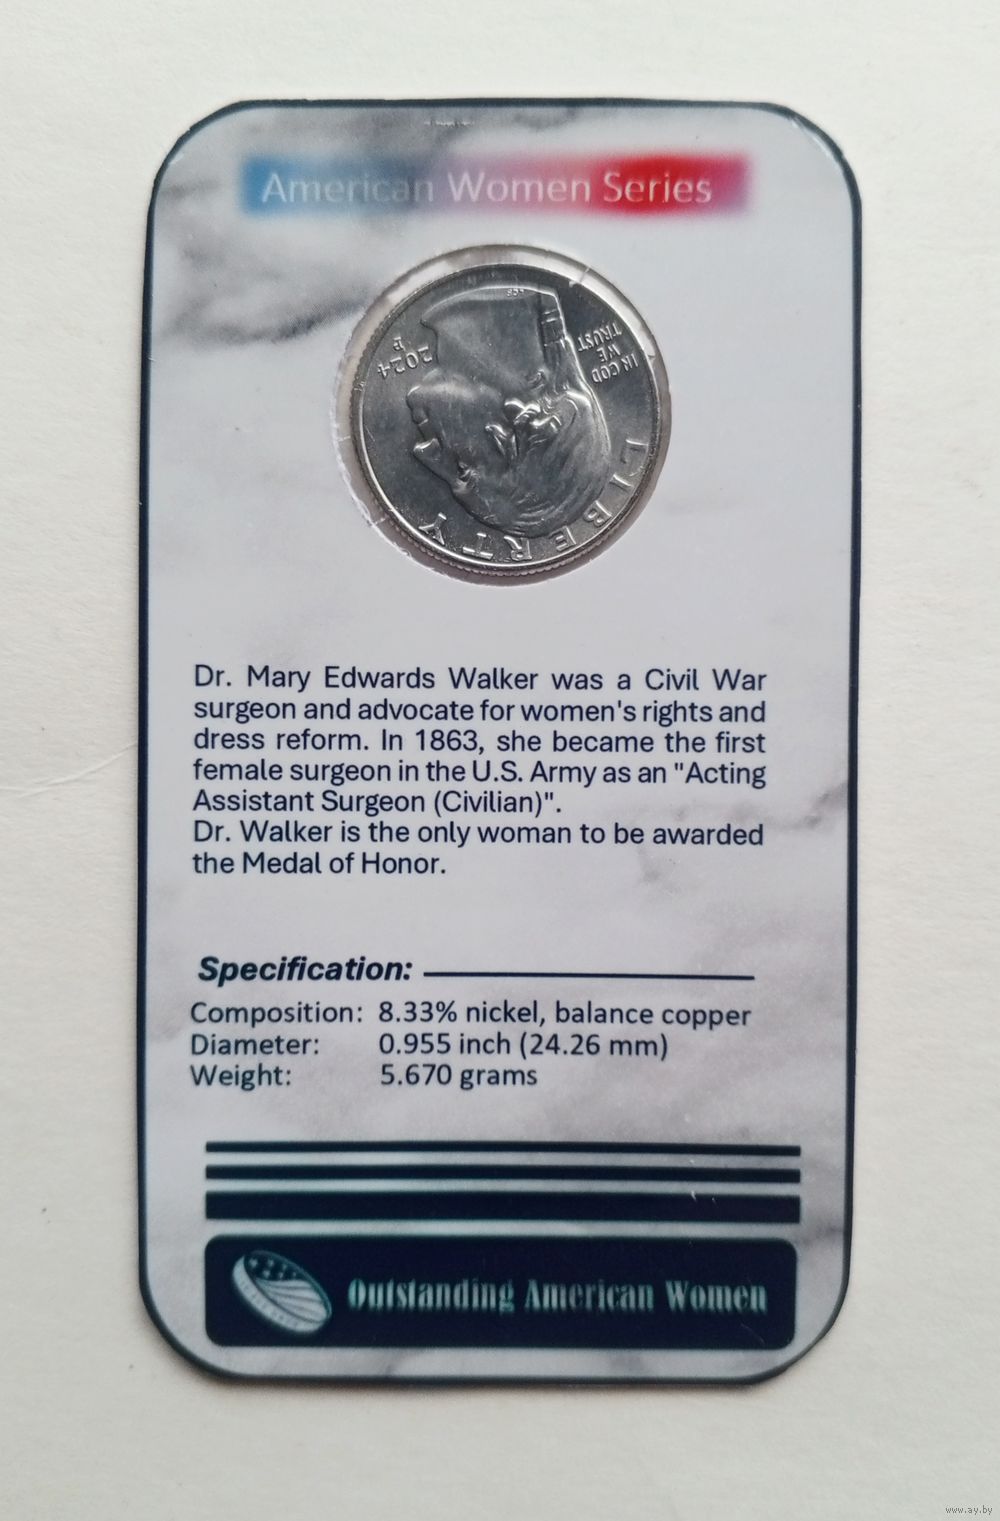 American Women Series
IN GOD
WE
TRUST
LIBERTY
2024
Dr. Mary Edwards Walker was a Civil War
surgeon and advocate for women's rights and
dress reform. In 1863, she became the first
female surgeon in the U.S. Army as an "Acting
Assistant Surgeon (Civilian)".
Dr. Walker is the only woman to be awarded
the Medal of Honor.
Specification:
Composition: 8.33% nickel, balance copper
Diameter: 0.955 inch (24.26 mm)
Weight: 5.670 grams
Outstanding American Women
www.ay.by